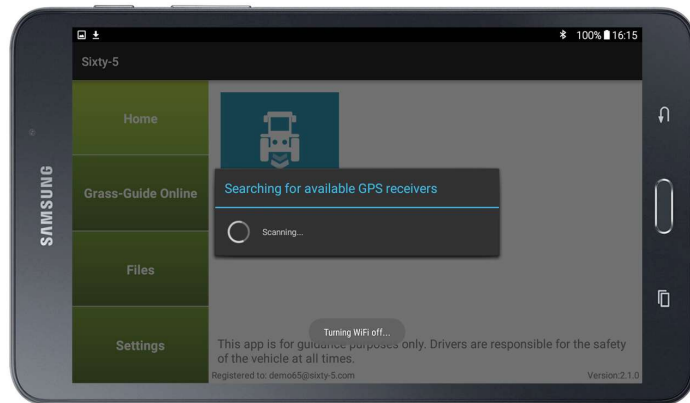 SAMSUNG
100% 16:15
Sixty-5
Home
Grass-Guide Online
Files
Settings
Searching for available GPS receivers
Scanning...
Turning WiFi off...
This app is for guidance purposes only. Drivers are responsible for the safety
of the vehicle at all times.
Registered to: demo65@sixty-5.com
Version:2.1.0